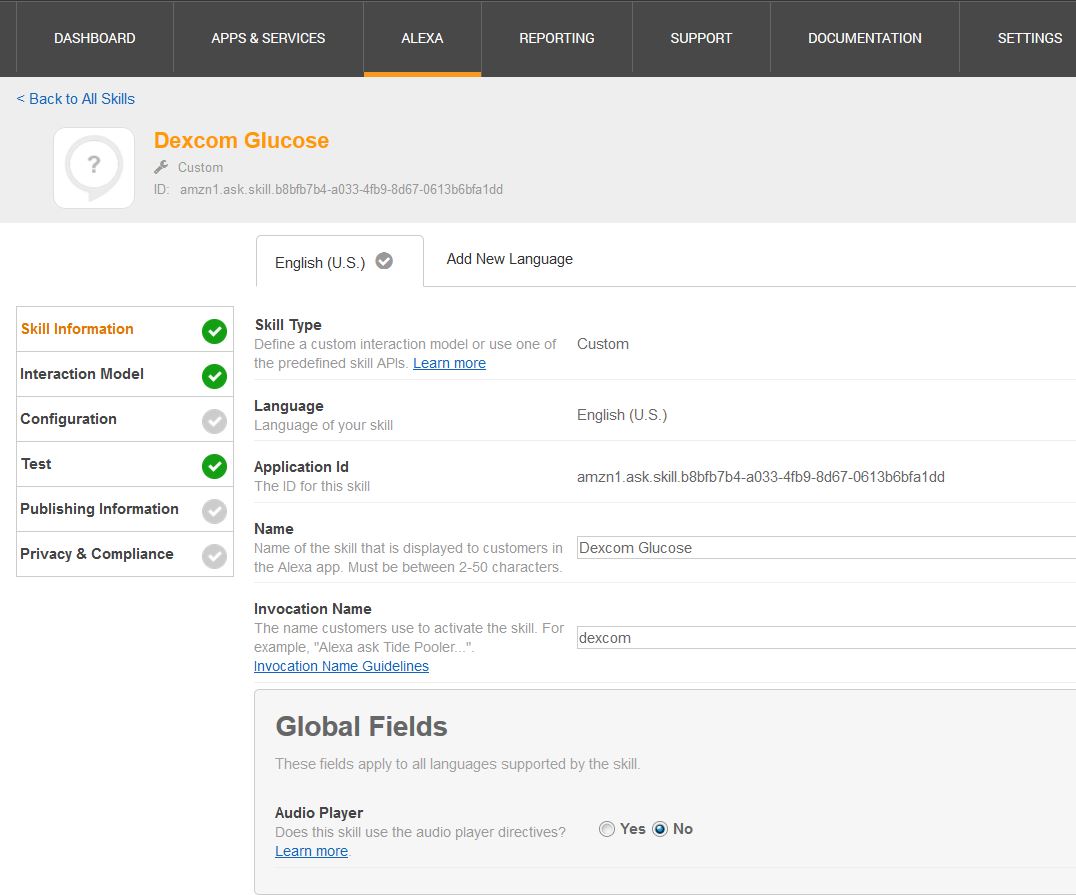 DASHBOARD APPS & SERVICES ALEXA REPORTING SUPPORT DOCUMENTATION SETTINGS
< Back to All Skills
?
Dexcom Glucose
Custom
ID: amzn1.ask.skill.b8bfb7b4-a033-4fb9-8d67-0613b6bfa1dd
English (U.S.) Add New Language
Skill Information
Interaction Model
Configuration
Test
Publishing Information
Privacy & Compliance
Skill Type
Define a custom interaction model or use one of
the predefined skill APIs. Learn more
Custom
Language
Language of your skill
English (U.S.)
Application Id
The ID for this skill
amzn1.ask.skill.b8bfb7b4-a033-4fb9-8d67-0613b6bfa1dd
Name
Name of the skill that is displayed to customers in
the Alexa app. Must be between 2-50 characters.
Dexcom Glucose
Invocation Name
The name customers use to activate the skill. For
example, "Alexa ask Tide Pooler...".
Invocation Name Guidelines
dexcom
Global Fields
These fields apply to all languages supported by the skill.
Audio Player
Does this skill use the audio player directives?
Learn more.
Yes No